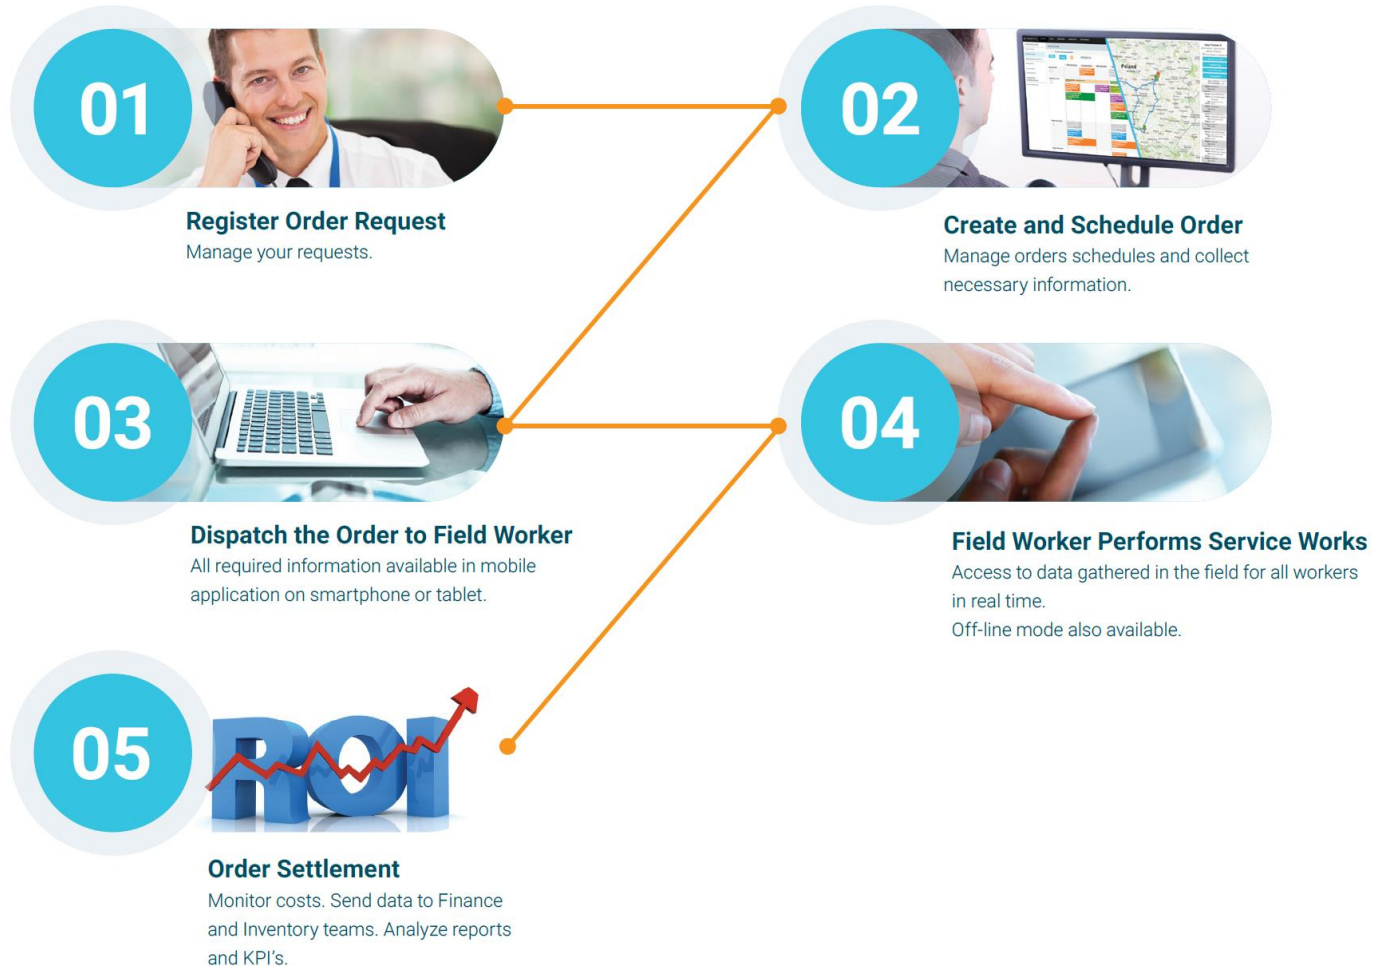 01
Register Order Request
Manage your requests.
02
Poland
Create and Schedule Order
Manage orders schedules and collect
necessary information.
03
Dispatch the Order to Field Worker
All required information available in mobile
application on smartphone or tablet.
04
Field Worker Performs Service Works
Access to data gathered in the field for all workers
in real time.
Off-line mode also available.
05
ROI
Order Settlement
Monitor costs. Send data to Finance
and Inventory teams. Analyze reports
and KPI's.